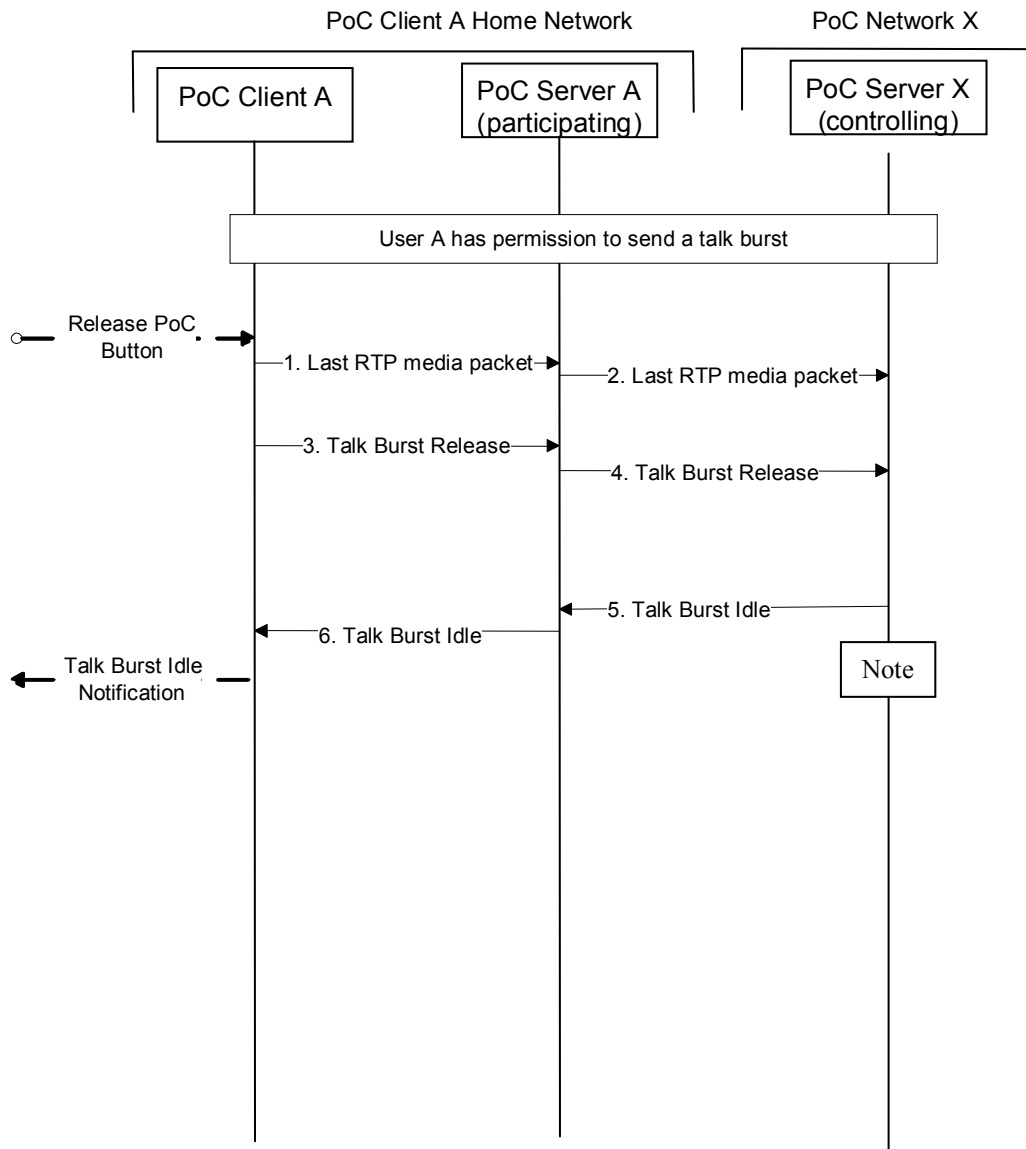 PoC Client A Home Network
PoC Network X
PoC Client A
PoC Server A
(participating)
PoC Server X
(controlling)
User A has permission to send a talk burst
Release PoC
Button
1. Last RTP media packet
2. Last RTP media packet
3. Talk Burst Release
4. Talk Burst Release
5. Talk Burst Idle
6. Talk Burst Idle
Talk Burst Idle
Notification
Note